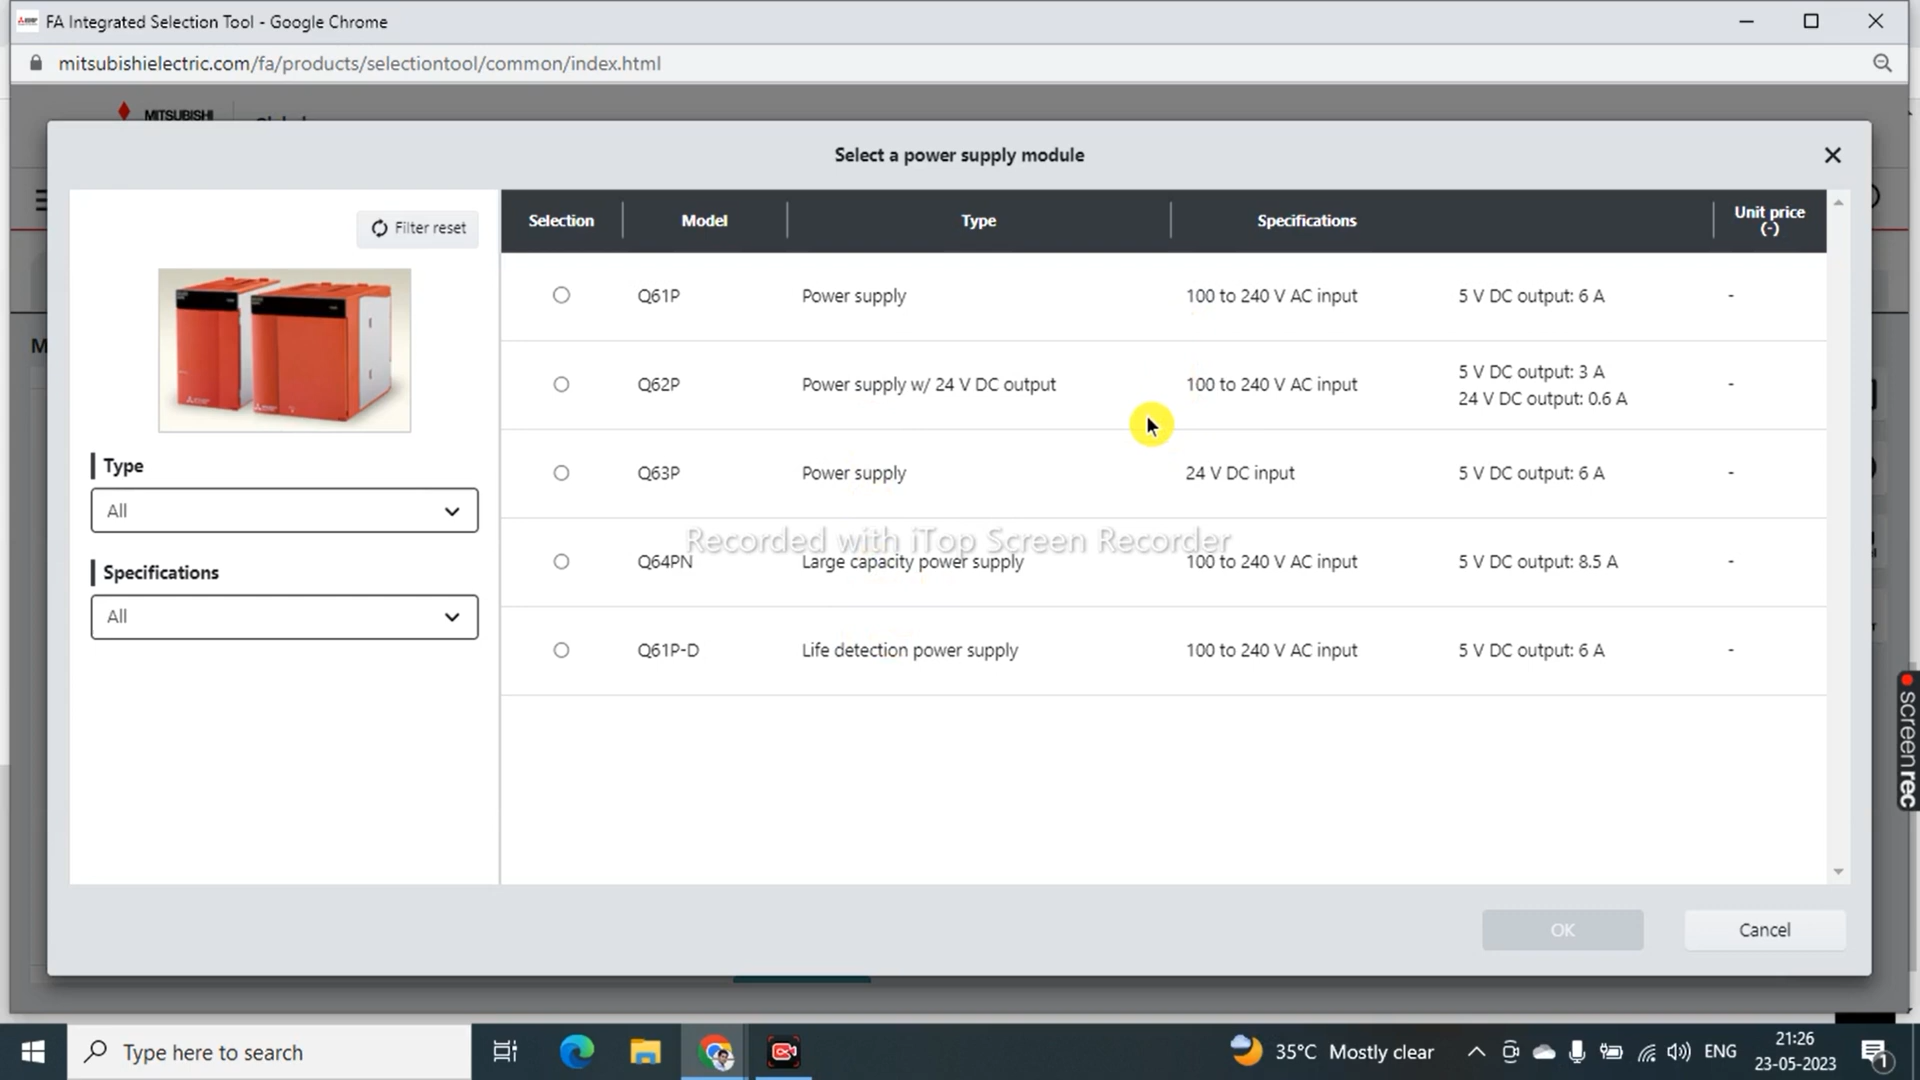 FA Integrated Selection Tool - Google Chrome
mitsubishielectric.com/fa/products/selectiontool/common/index.html
MITSUBISHI
Select a power supply module
Filter reset
Selection Model Type Specifications Unit price (-)
Q61P Power supply 100 to 240 V AC input 5 V DC output: 6 A -
Q62P Power supply w/ 24 V DC output 100 to 240 V AC input 5 V DC output: 3 A
24 V DC output: 0.6 A -
Type
All
Q63P Power supply 24 V DC input 5 V DC output: 6 A -
Recorded with iTop Screen Recorder
Specifications
All
Q64PN Large capacity power supply 100 to 240 V AC input 5 V DC output: 8.5 A -
Q61P-D Life detection power supply 100 to 240 V AC input 5 V DC output: 6 A -
screenrec
OK Cancel
Type here to search
35°C Mostly clear
ENG
21:26
23-05-2023
1